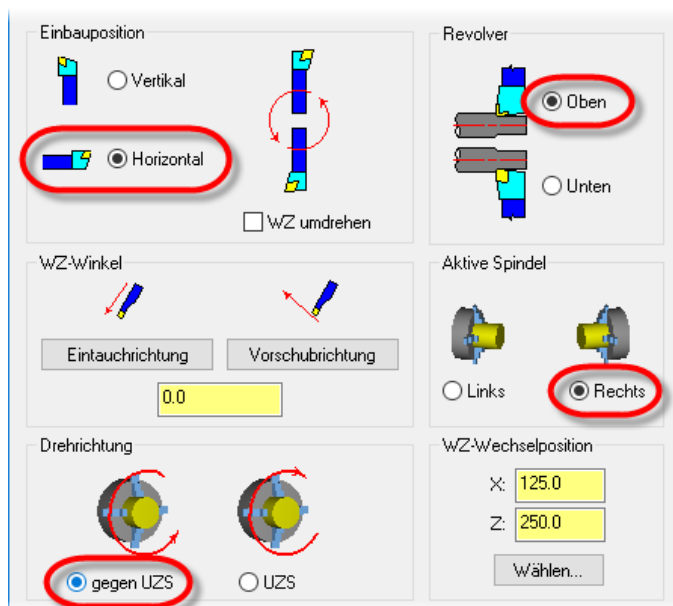 Einbauposition
Vertikal
Horizontal
WZ umdrehen
Revolver
Oben
Unten
WZ-Winkel
Eintauchrichtung
Vorschubrichtung
0.0
Aktive Spindel
Links
Rechts
Drehrichtung
gegen UZS
UZS
WZ-Wechselposition
X: 125.0
Z: 250.0
Wählen...